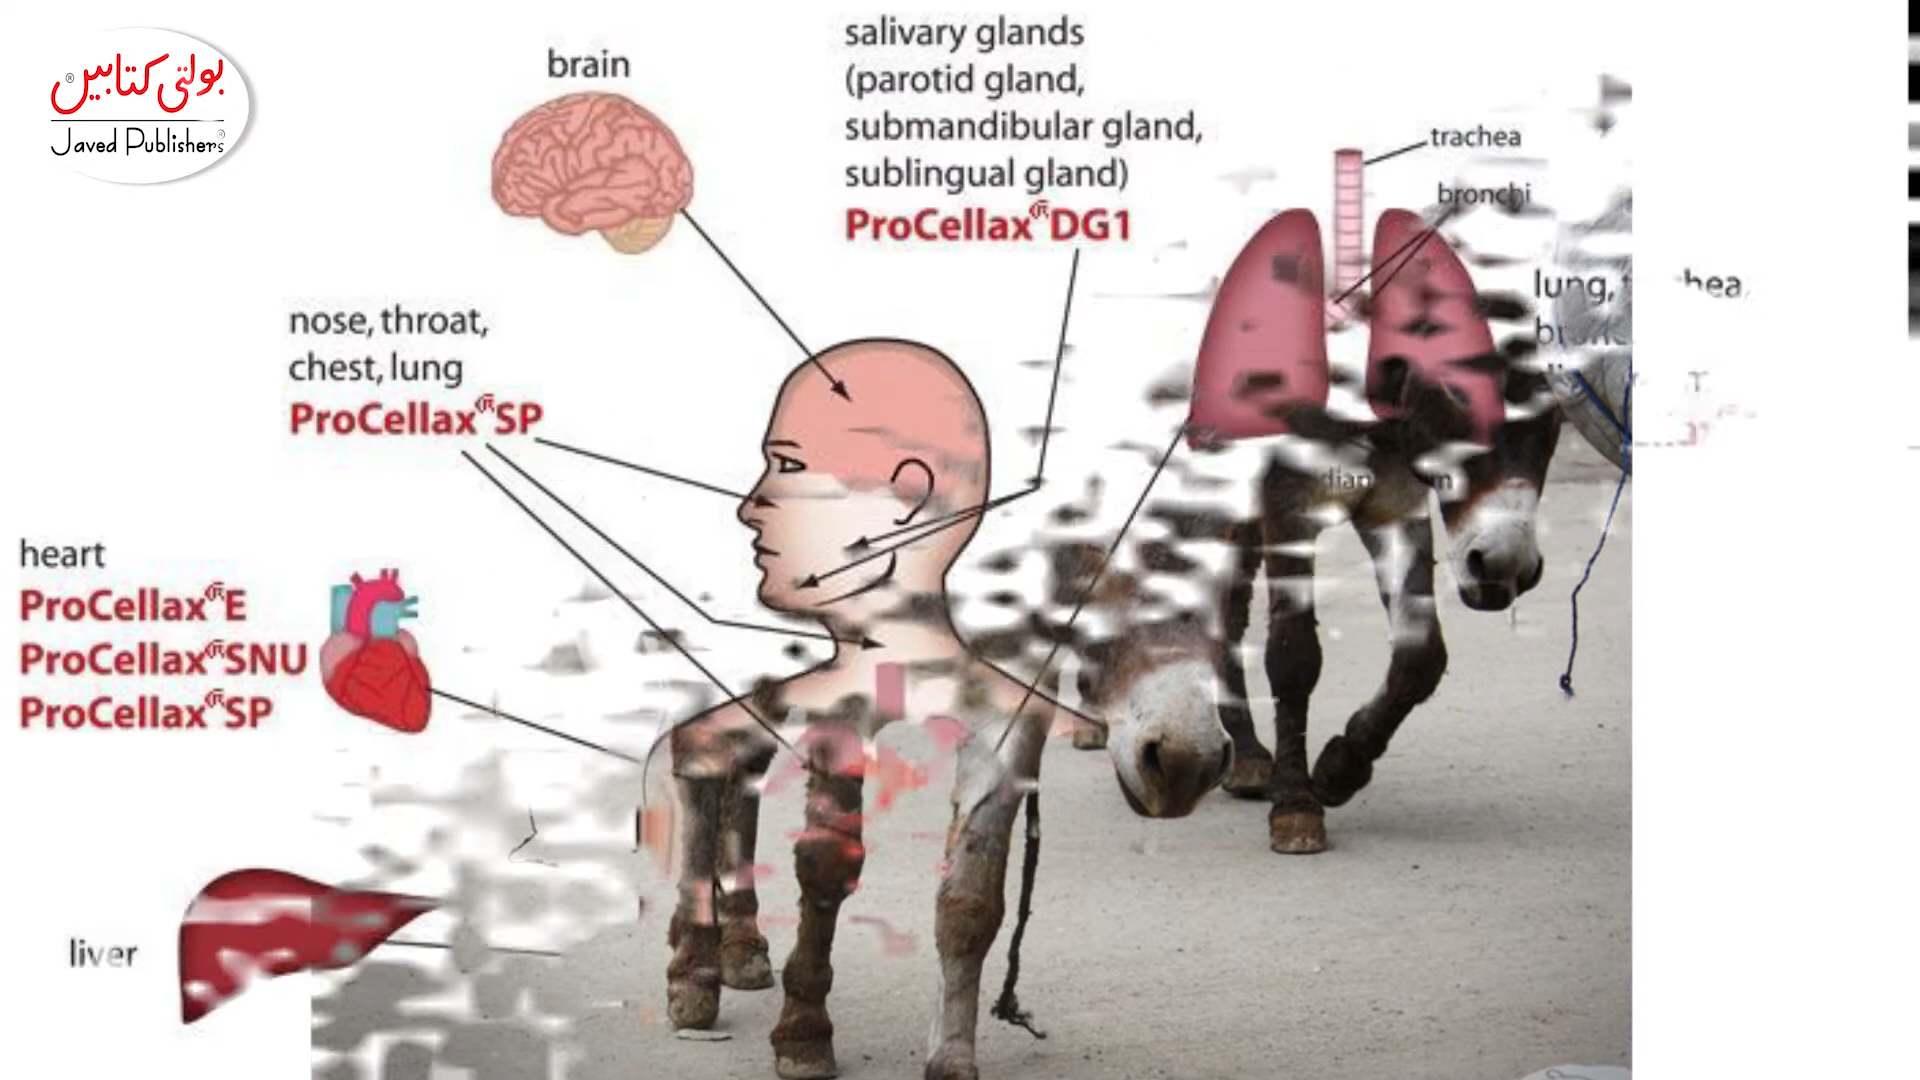 بولتی کتابیں®
Javed Publishers®
brain
salivary glands
(parotid gland,
submandibular gland,
sublingual gland)
ProCellax®DG1
trachea
bronchi
lung,
nose, throat,
chest, lung
ProCellax®SP
heart
ProCellax®E
ProCellax®SNU
ProCellax®SP
liver